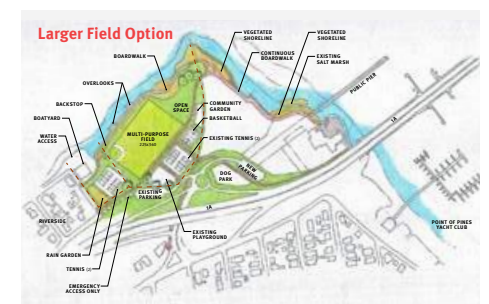 Larger Field Option
VEGETATED
SHORELINE
VEGETATED
SHORELINE
BOARDWALK
CONTINUOUS
BOARDWALK
EXISTING
SALT MARSH
OVERLOOKS
PUBLIC PIER
BACKSTOP
OPEN
SPACE
COMMUNITY
GARDEN
BOATYARD
BASKETBALL
1A
WATER
ACCESS
MULTI-PURPOSE
FIELD
225x360
EXISTING TENNIS (2)
NEW
PARKING
DOG
PARK
EXISTING
PARKING
1A
RIVERSIDE
POINT OF PINES
YACHT CLUB
EXISTING
PLAYGROUND
RAIN GARDEN
TENNIS (2)
EMERGENCY
ACCESS ONLY